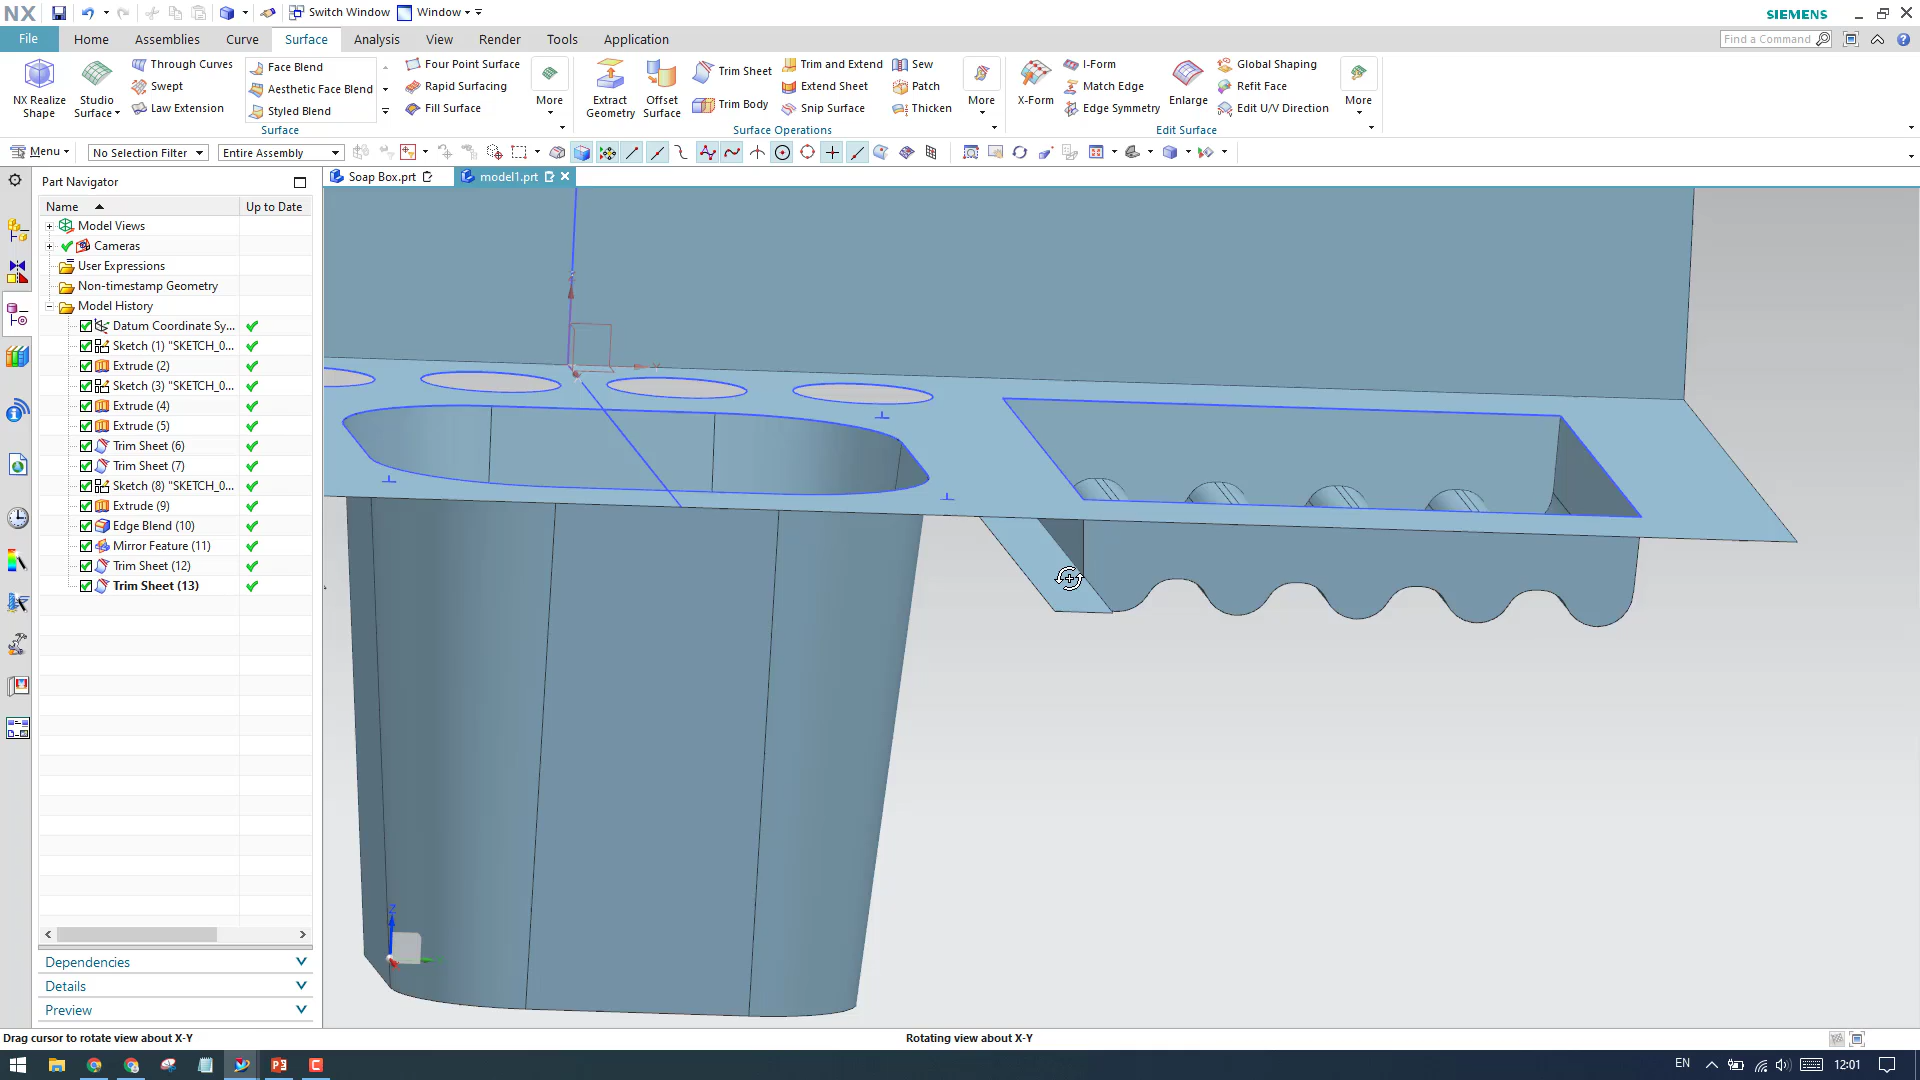 NX
Switch Window
Window
SIEMENS
File
Home
Assemblies
Curve
Surface
Analysis
View
Render
Tools
Application
Find a Command
NX Realize Shape
Studio Surface
Through Curves
Swept
Law Extension
Face Blend
Aesthetic Face Blend
Styled Blend
Four Point Surface
Rapid Surfacing
Fill Surface
More
Surface
Extract Geometry
Offset Surface
Trim Sheet
Trim Body
Trim and Extend
Extend Sheet
Snip Surface
Sew
Patch
Thicken
More
Surface Operations
X-Form
I-Form
Match Edge
Edge Symmetry
Enlarge
Global Shaping
Refit Face
Edit U/V Direction
More
Edit Surface
Menu
No Selection Filter
Entire Assembly
Part Navigator
Soap Box.prt
model1.prt
Name
Up to Date
Model Views
Cameras
User Expressions
Non-timestamp Geometry
Model History
Datum Coordinate Sy...
Sketch (1) "SKETCH_0...
Extrude (2)
Sketch (3) "SKETCH_0...
Extrude (4)
Extrude (5)
Trim Sheet (6)
Trim Sheet (7)
Sketch (8) "SKETCH_0...
Extrude (9)
Edge Blend (10)
Mirror Feature (11)
Trim Sheet (12)
Trim Sheet (13)
Z
Dependencies
Details
Preview
Drag cursor to rotate view about X-Y
Rotating view about X-Y
EN
12:01